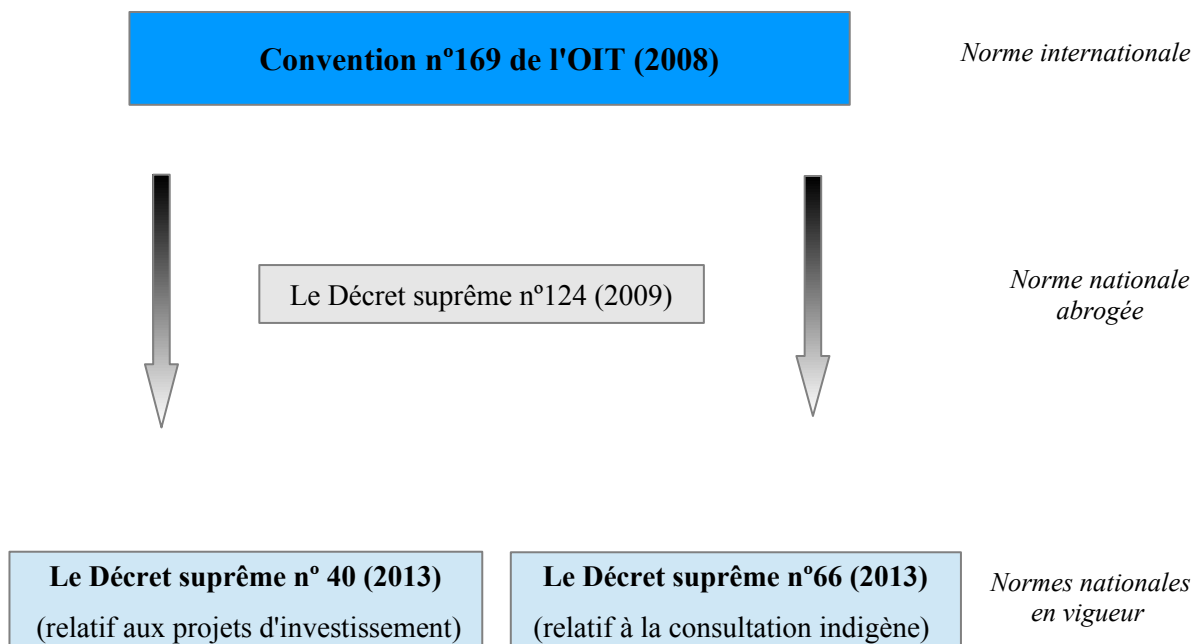 Convention nº169 de l'OIT (2008)
Norme internationale
Le Décret suprême nº124 (2009)
Norme nationale
abrogée
Le Décret suprême nº 40 (2013)
(relatif aux projets d'investissement)
Le Décret suprême nº66 (2013)
(relatif à la consultation indigène)
Normes nationales
en vigueur